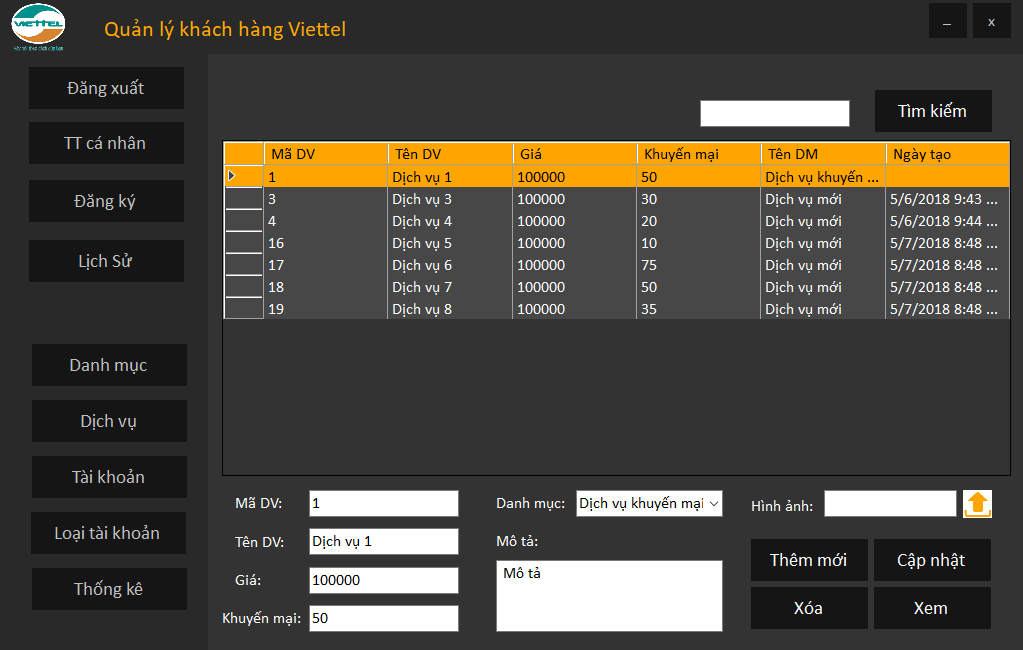 VIETTEL
Hãy nói theo cách của bạn
Quản lý khách hàng Viettel
_ x
Đăng xuất
TT cá nhân
Đăng ký
Lịch Sử
Danh mục
Dịch vụ
Tài khoản
Loại tài khoản
Thống kê
Tìm kiếm
Mã DV Tên DV Giá Khuyến mại Tên DM Ngày tạo
1 Dịch vụ 1 100000 50 Dịch vụ khuyến ...
3 Dịch vụ 3 100000 30 Dịch vụ mới 5/6/2018 9:43 ...
4 Dịch vụ 4 100000 20 Dịch vụ mới 5/6/2018 9:44 ...
16 Dịch vụ 5 100000 10 Dịch vụ mới 5/7/2018 8:48 ...
17 Dịch vụ 6 100000 75 Dịch vụ mới 5/7/2018 8:48 ...
18 Dịch vụ 7 100000 50 Dịch vụ mới 5/7/2018 8:48 ...
19 Dịch vụ 8 100000 35 Dịch vụ mới 5/7/2018 8:48 ...
Mã DV: 1
Tên DV: Dịch vụ 1
Giá: 100000
Khuyến mại: 50
Danh mục: Dịch vụ khuyến mại
Mô tả:
Mô tả
Hình ảnh:
Thêm mới Cập nhật
Xóa Xem